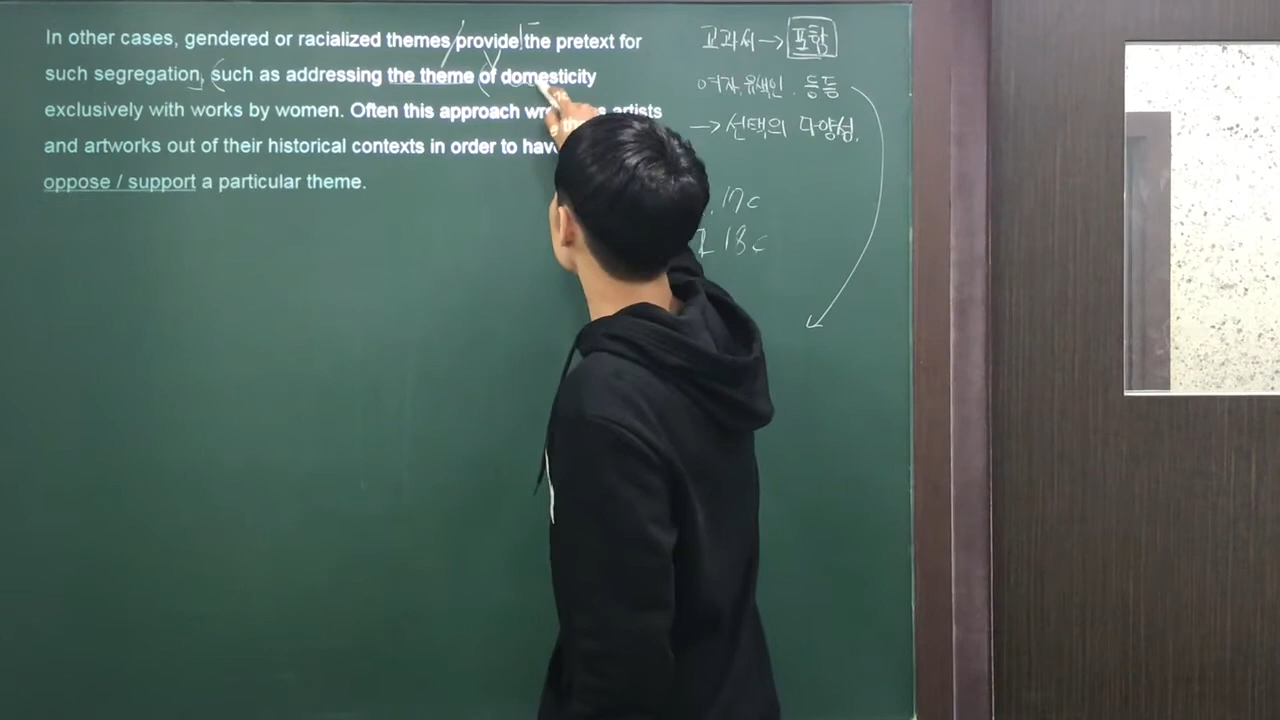 In other cases, gendered or racialized themes provide the pretext for
such segregation, such as addressing the theme of domesticity
exclusively with works by women. Often this approach artists
and artworks out of their historical contexts in order to have
oppose / support a particular theme.
교과서 → 포함
여자, 유색인, 등등
→ 선택의 다양성.
17c
18c